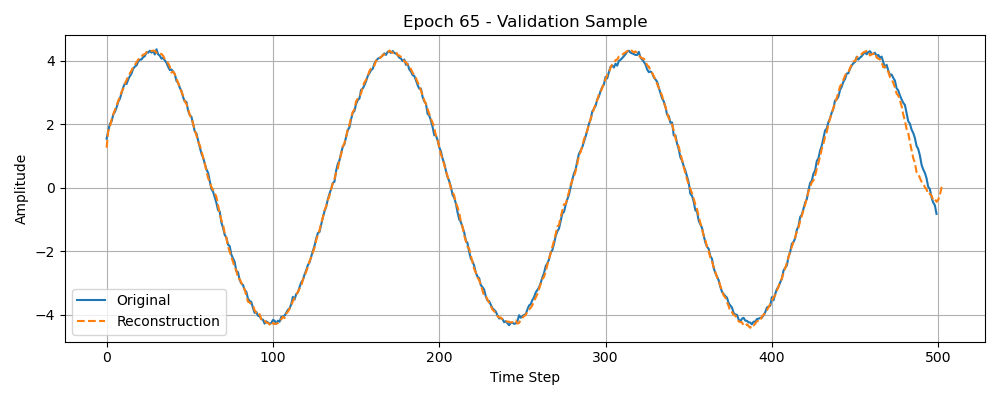 Epoch 65 - Validation Sample
Amplitude
4
2
0
−2
−4
Original
Reconstruction
0
100
200
300
400
500
Time Step